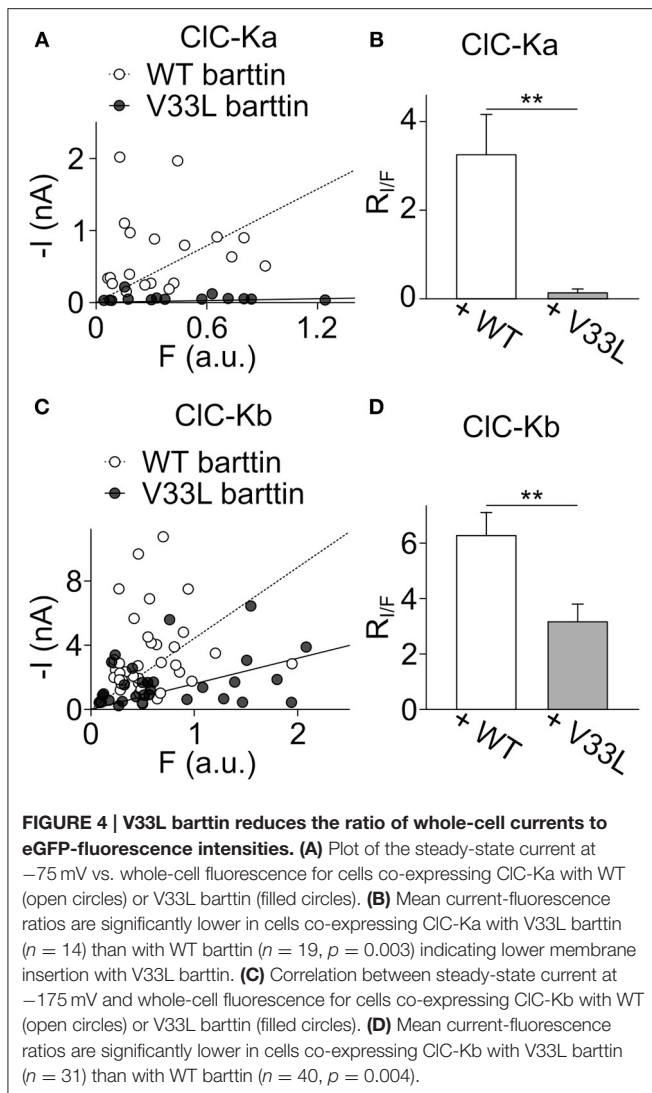 A
ClC-Ka
WT barttin
V33L barttin
2
1
0
-I (nA)
0
0.6
1.2
F (a.u.)
B
ClC-Ka
**
4
2
0
R I/F
+ WT
+ V33L
C
ClC-Kb
WT barttin
V33L barttin
8
4
0
-I (nA)
0
1
2
F (a.u.)
D
ClC-Kb
**
6
4
2
0
R I/F
+ WT
+ V33L
FIGURE 4 | V33L barttin reduces the ratio of whole-cell currents to
eGFP-fluorescence intensities. (A) Plot of the steady-state current at
−75 mV vs. whole-cell fluorescence for cells co-expressing ClC-Ka with WT
(open circles) or V33L barttin (filled circles). (B) Mean current-fluorescence
ratios are significantly lower in cells co-expressing ClC-Ka with V33L barttin
(n = 14) than with WT barttin (n = 19, p = 0.003) indicating lower membrane
insertion with V33L barttin. (C) Correlation between steady-state current at
−175 mV and whole-cell fluorescence for cells co-expressing ClC-Kb with WT
(open circles) or V33L barttin (filled circles). (D) Mean current-fluorescence
ratios are significantly lower in cells co-expressing ClC-Kb with V33L barttin
(n = 31) than with WT barttin (n = 40, p = 0.004).